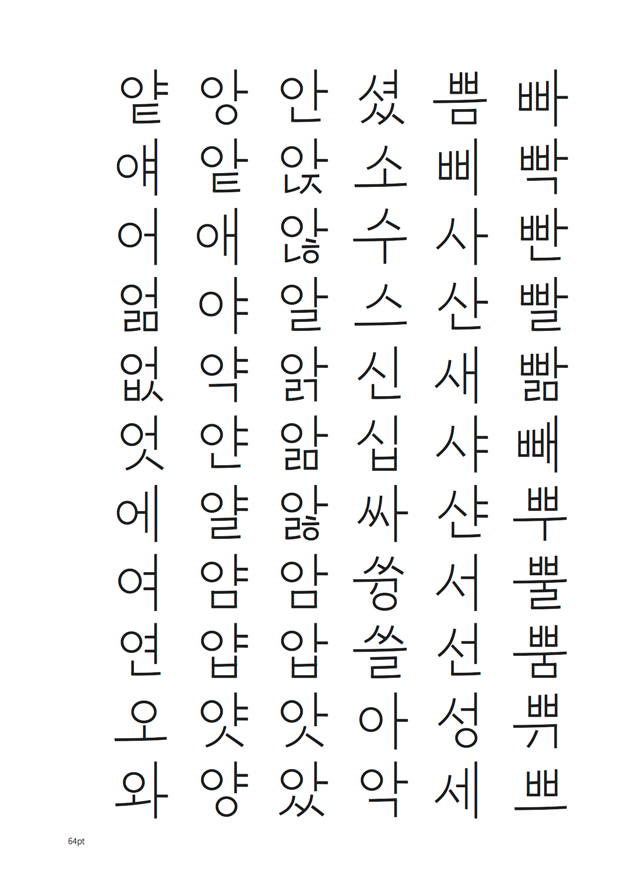 빠빡빤빨빪빼뿌뿔뿜쀼쁘
쁨삐사산새샤샨서선성세
셨소수스신십싸쑹쓸아악
안앉않알앍앎앓암압앗았
앙앝애야약얀얄얌얍얏양
얕얘어얾없엇에여연오와
64pt